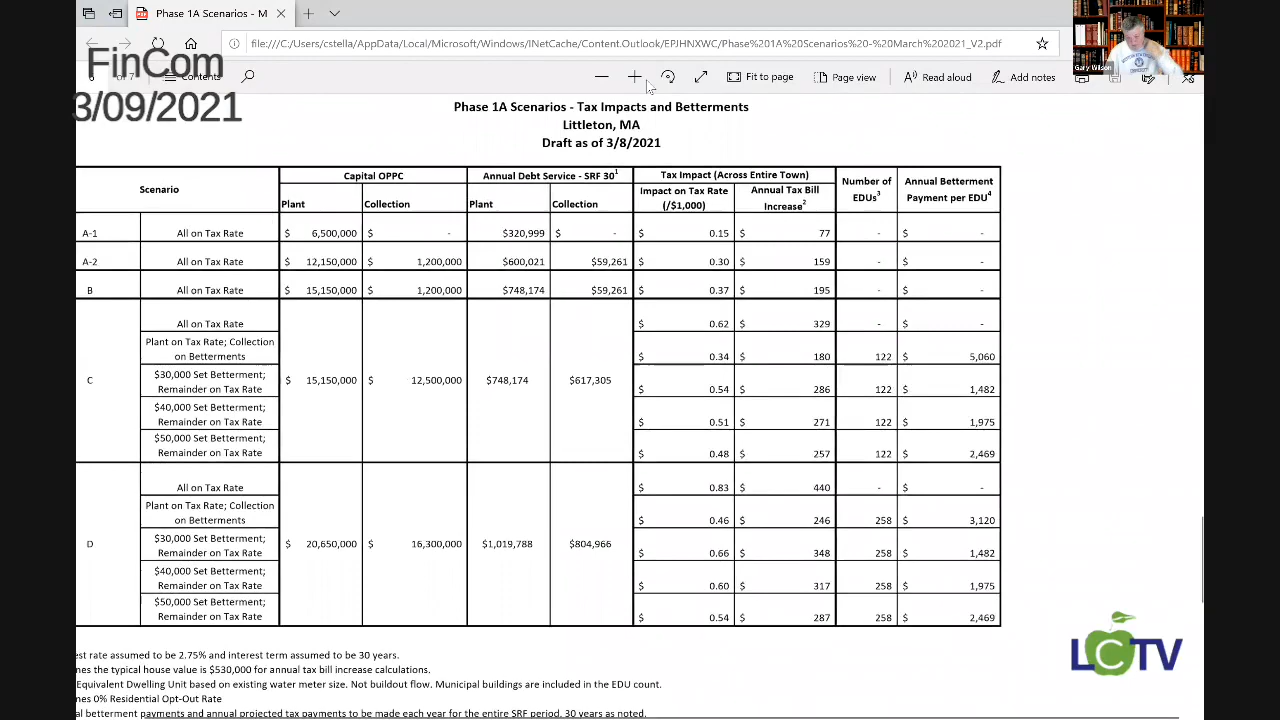 Phase 1A Scenarios - M
file:///C:/Users/cstella/AppData/Local/Microsoft/Windows/INetCache/Content.Outlook/EPJHNXWC/Phase%201A%20Scenarios%20-%20March%202021_V2.pdf
Gary Wilson
of 7 Contents Fit to page Page view Read aloud Add notes
FinCom
3/09/2021
Phase 1A Scenarios - Tax Impacts and Betterments
Littleton, MA
Draft as of 3/8/2021
Scenario Capital OPPC Annual Debt Service - SRF 30¹ Tax Impact (Across Entire Town) Number of EDUs³ Annual Betterment Payment per EDU⁴
Plant Collection Plant Collection Impact on Tax Rate (/$1,000) Annual Tax Bill Increase²
A-1 All on Tax Rate $ 6,500,000 $ - $320,999 $ - $ 0.15 $ 77 - $ -
A-2 All on Tax Rate $ 12,150,000 $ 1,200,000 $600,021 $59,261 $ 0.30 $ 159 - $ -
B All on Tax Rate $ 15,150,000 $ 1,200,000 $748,174 $59,261 $ 0.37 $ 195 - $ -
All on Tax Rate $ 0.62 $ 329 - $ -
Plant on Tax Rate; Collection
on Betterments $ 0.34 $ 180 122 $ 5,060
C $ 15,150,000 $ 12,500,000 $748,174 $617,305
$30,000 Set Betterment;
Remainder on Tax Rate $ 0.54 $ 286 122 $ 1,482
$40,000 Set Betterment;
Remainder on Tax Rate $ 0.51 $ 271 122 $ 1,975
$50,000 Set Betterment;
Remainder on Tax Rate $ 0.48 $ 257 122 $ 2,469
All on Tax Rate $ 0.83 $ 440 - $ -
Plant on Tax Rate; Collection
on Betterments $ 0.46 $ 246 258 $ 3,120
D $ 20,650,000 $ 16,300,000 $1,019,788 $804,966
$30,000 Set Betterment;
Remainder on Tax Rate $ 0.66 $ 348 258 $ 1,482
$40,000 Set Betterment;
Remainder on Tax Rate $ 0.60 $ 317 258 $ 1,975
$50,000 Set Betterment;
Remainder on Tax Rate $ 0.54 $ 287 258 $ 2,469
est rate assumed to be 2.75% and interest term assumed to be 30 years.
nes the typical house value is $530,000 for annual tax bill increase calculations.
Equivalent Dwelling Unit based on existing water meter size. Not buildout flow. Municipal buildings are included in the EDU count.
nes 0% Residential Opt-Out Rate
al betterment payments and annual projected tax payments to be made each year for the entire SRF period, 30 years as noted.
LCTV